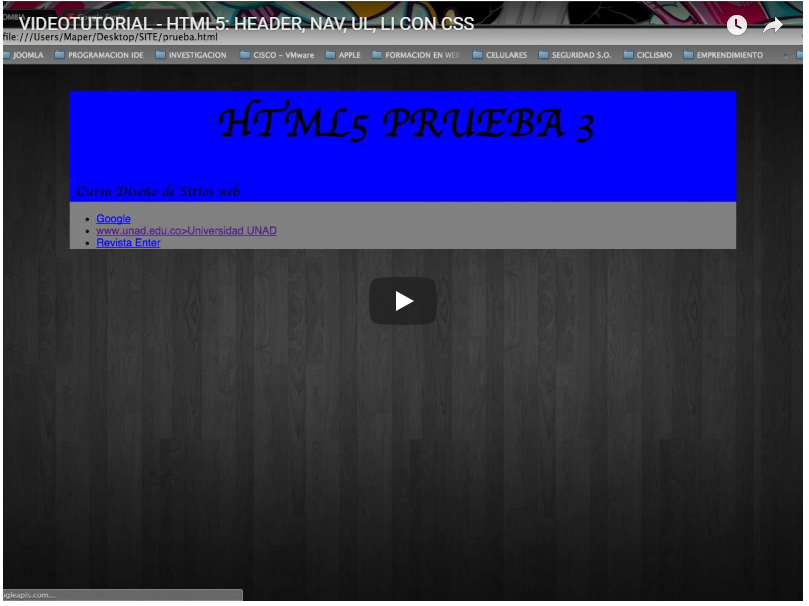 VIDEOTUTORIAL - HTML5: HEADER, NAV, UL, LI CON CSS
file:///Users/Maper/Desktop/SITE/prueba.html
JOOMLA PROGRAMACION IDE INVESTIGACION CISCO - VMware APPLE FORMACION EN WEB CELULARES SEGURIDAD S.O. CICLISMO EMPRENDIMIENTO
HTML5 PRUEBA 3
Curso Diseño de Sitios web
Google
www.unad.edu.co>Universidad UNAD
Revista Enter
ogleapis.com...